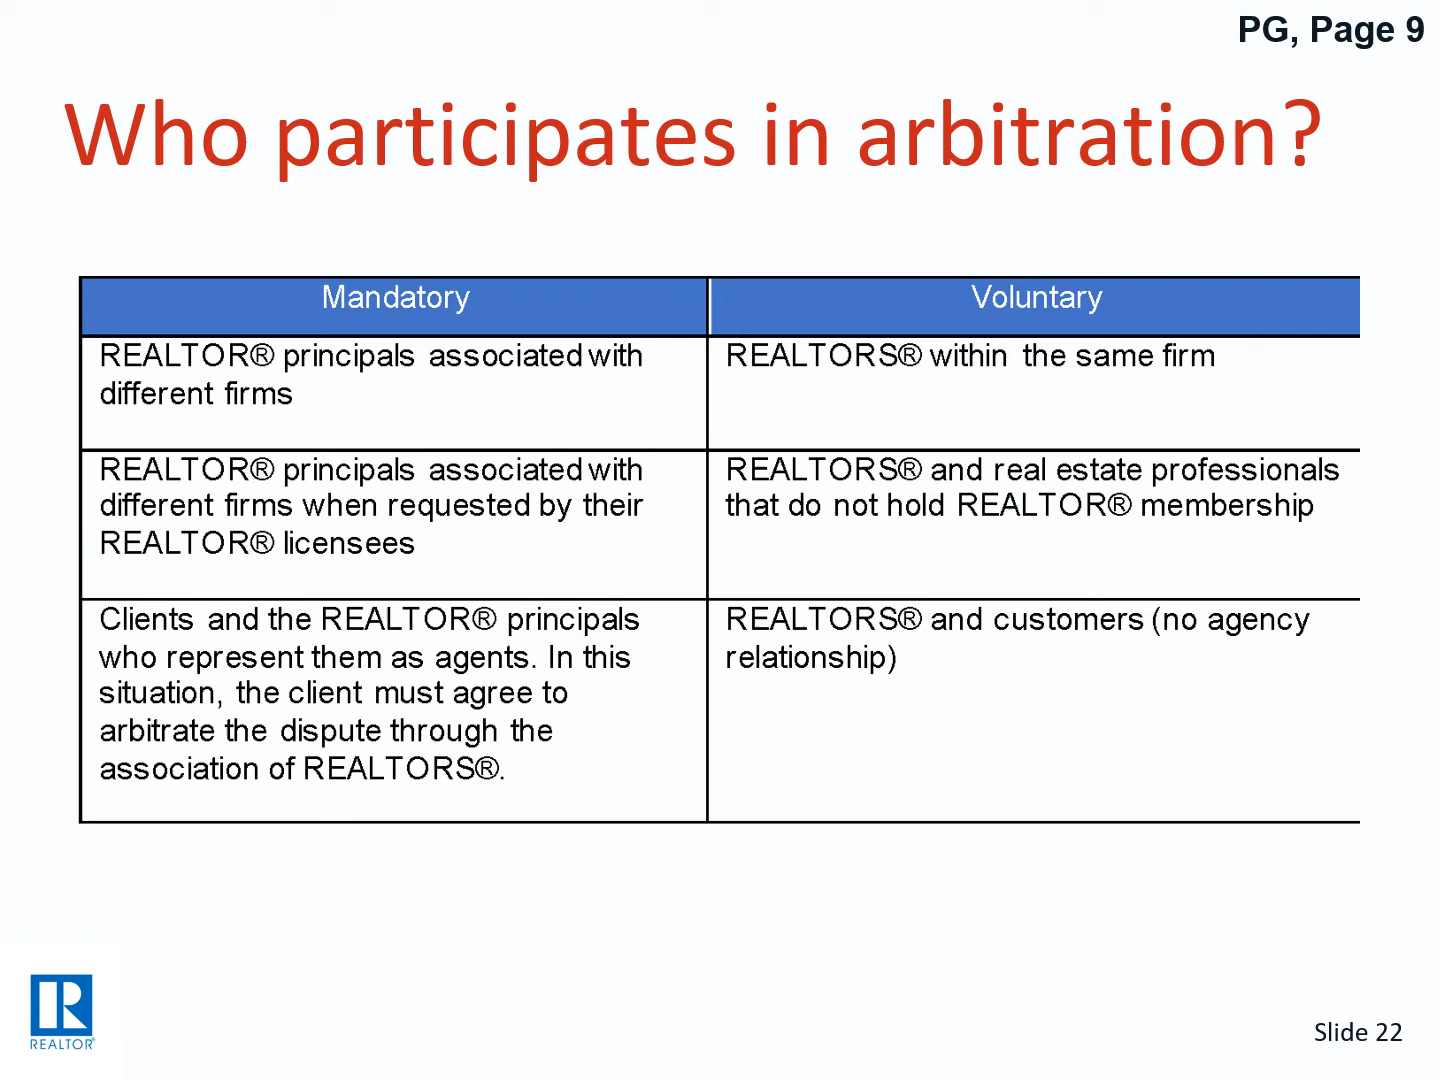 PG, Page 9
Who participates in arbitration?
Mandatory
Voluntary
REALTOR® principals associated with
different firms
REALTORS® within the same firm
REALTOR® principals associated with
different firms when requested by their
REALTOR® licensees
REALTORS® and real estate professionals
that do not hold REALTOR® membership
Clients and the REALTOR® principals
who represent them as agents. In this
situation, the client must agree to
arbitrate the dispute through the
association of REALTORS®.
REALTORS® and customers (no agency
relationship)
R
REALTOR®
Slide 22